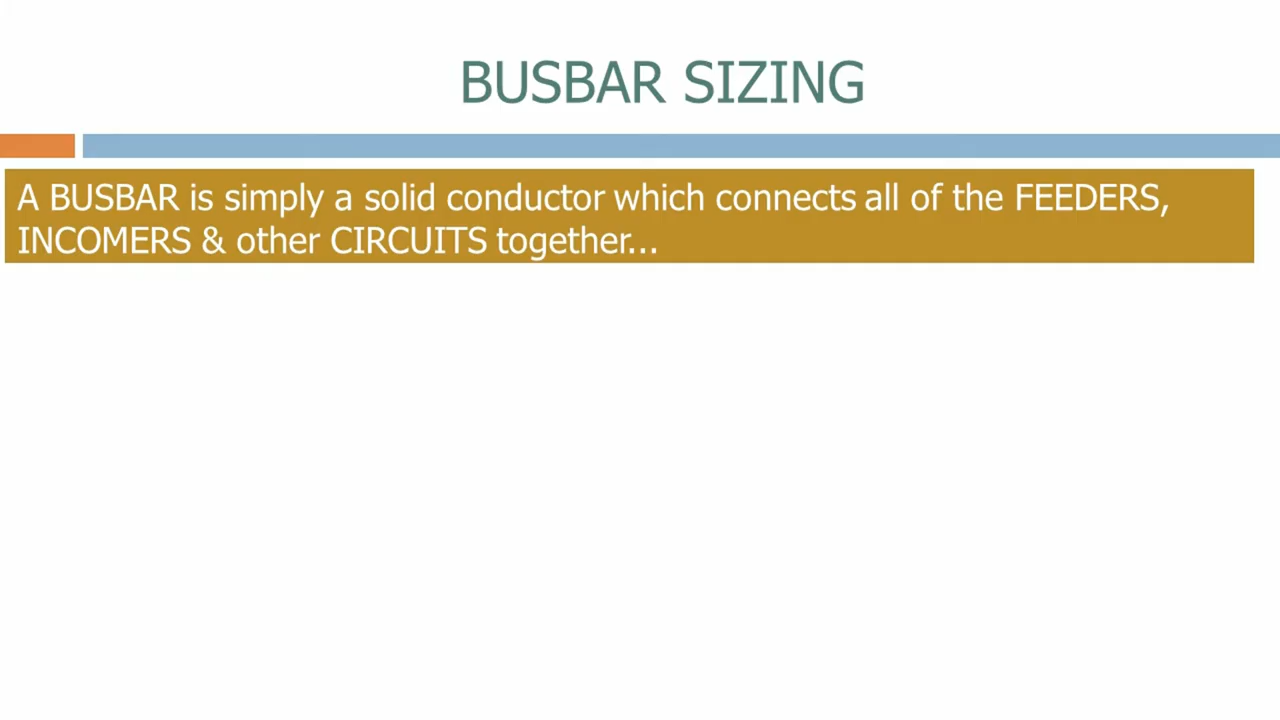 BUSBAR SIZING
A BUSBAR is simply a solid conductor which connects all of the FEEDERS,
INCOMERS & other CIRCUITS together...